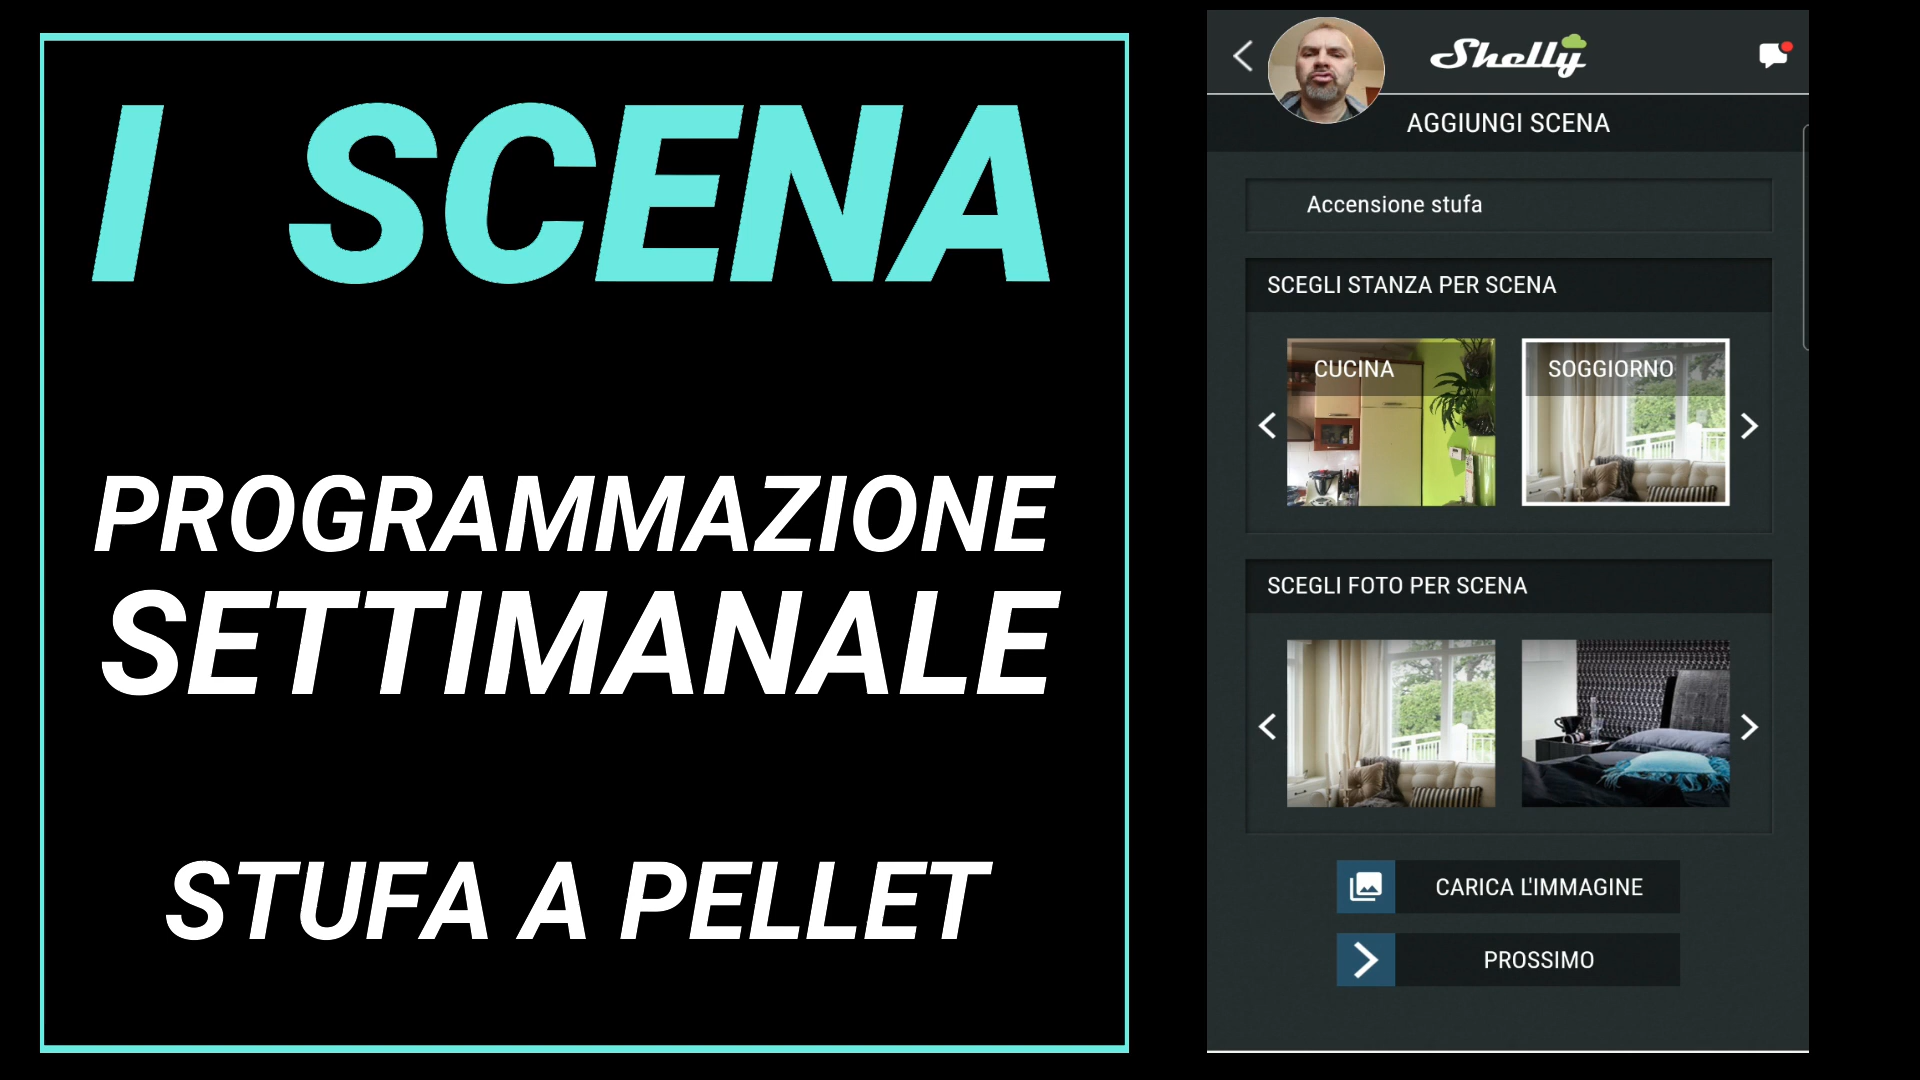 I SCENA
PROGRAMMAZIONE
SETTIMANALE
STUFA A PELLET
Shelly
AGGIUNGI SCENA
Accensione stufa
SCEGLI STANZA PER SCENA
CUCINA
SOGGIORNO
SCEGLI FOTO PER SCENA
CARICA L'IMMAGINE
PROSSIMO